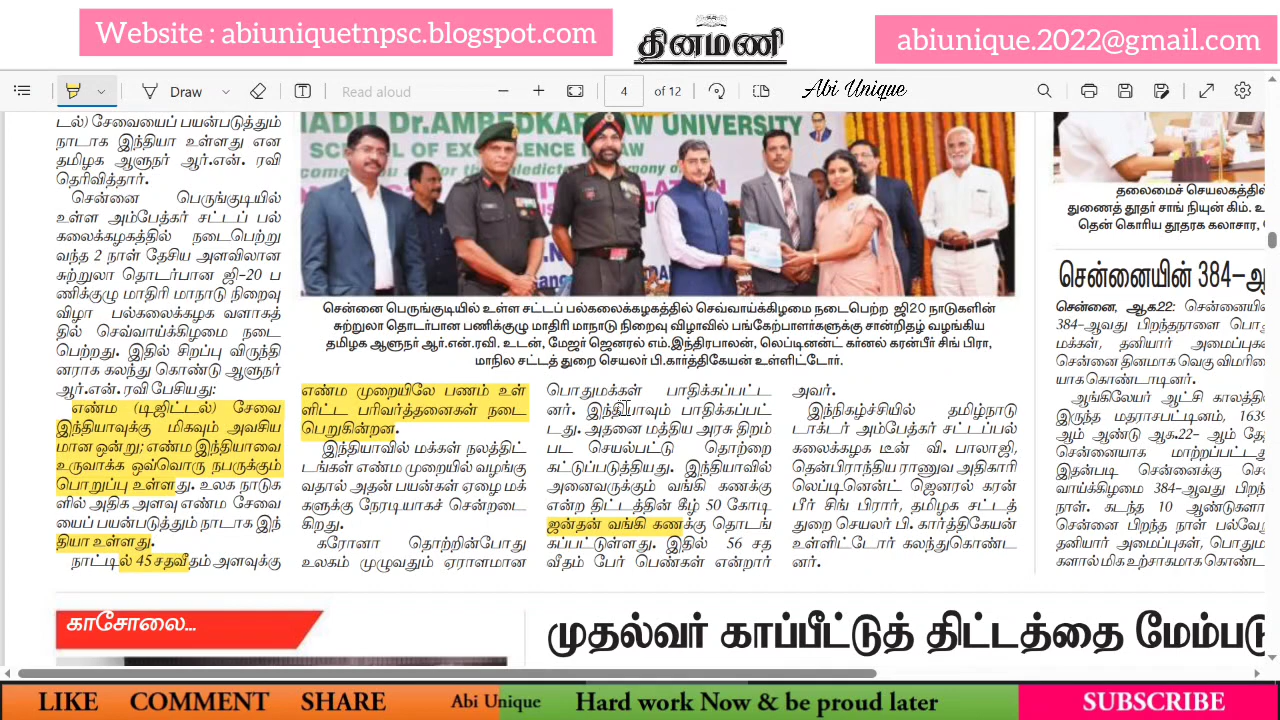 Website : abiuniquetnpsc.blogspot.com
தினமணி
abiunique.2022@gmail.com
Draw
Read aloud
4 of 12
Abi Unique
டல்) சேவையைப் பயன்படுத்தும்
நாடாக இந்தியா உள்ளது என
தமிழக ஆளுநர் ஆர்.என். ரவி
தெரிவித்தார்.
சென்னை பெருங்குடியில்
உள்ள அம்பேத்கர் சட்டப் பல்
கலைக்கழகத்தில் நடைபெற்று
வந்த 2 நாள் தேசிய அளவிலான
சுற்றுலா தொடர்பான ஜி-20 ப
ணிக்குழு மாதிரி மாநாடு நிறைவு
விழா பல்கலைக்கழக வளாகத்
தில் செவ்வாய்க்கிழமை நடை
பெற்றது. இதில் சிறப்பு விருந்தி
னராக கலந்து கொண்டு ஆளுநர்
ஆர்.என். ரவி பேசியது:
எண்ம (டிஜிட்டல்) சேவை
இந்தியாவுக்கு மிகவும் அவசிய
மான ஒன்று; எண்ம இந்தியாவை
உருவாக்க ஒவ்வொரு நபருக்கும்
பொறுப்பு உள்ளது. உலக நாடுக
ளில் அதிக அளவு எண்ம சேவை
யைப் பயன்படுத்தும் நாடாக இந்
தியா உள்ளது.
நாட்டில் 45 சதவீதம் அளவுக்கு
NADU Dr.AMBEDKAR LAW UNIVERSITY
SCHOOL OF EXCELLENCE IN LAW
சென்னை பெருங்குடியில் உள்ள சட்டப் பல்கலைக்கழகத்தில் செவ்வாய்க்கிழமை நடைபெற்ற ஜி20 நாடுகளின்
சுற்றுலா தொடர்பான பணிக்குழு மாதிரி மாநாடு நிறைவு விழாவில் பங்கேற்பாளர்களுக்கு சான்றிதழ் வழங்கிய
தமிழக ஆளுநர் ஆர்.என்.ரவி. உடன், மேஜர் ஜெனரல் எம்.இந்திரபாலன், லெப்டினன்ட் கர்னல் கரன்பீர் சிங் பிரா,
மாநில சட்டத் துறை செயலர் பி.கார்த்திகேயன் உள்ளிட்டோர்.
எண்ம முறையிலே பணம் உள்
ளிட்ட பரிவர்த்தனைகள் நடை
பெறுகின்றன.
இந்தியாவில் மக்கள் நலத்திட்
டங்கள் எண்ம முறையில் வழங்கு
வதால் அதன் பயன்கள் ஏழை மக்
களுக்கு நேரடியாகச் சென்றடை
கிறது.
கரோனா தொற்றின்போது
உலகம் முழுவதும் ஏராளமான
பொதுமக்கள் பாதிக்கப்பட்ட
னர். இந்தியாவும் பாதிக்கப்பட்
டது. அதனை மத்திய அரசு திறம்
பட செயல்பட்டு தொற்றை
கட்டுப்படுத்தியது. இந்தியாவில்
அனைவருக்கும் வங்கி கணக்கு
என்ற திட்டத்தின் கீழ் 50 கோடி
ஜன்தன் வங்கி கணக்கு தொடங்
கப்பட்டுள்ளது. இதில் 56 சத
வீதம் பேர் பெண்கள் என்றார்
அவர்.
இந்நிகழ்ச்சியில் தமிழ்நாடு
டாக்டர் அம்பேத்கர் சட்டப்பல்
கலைக்கழக டீன் வி. பாலாஜி,
தென்பிராந்திய ராணுவ அதிகாரி
லெப்டினென்ட் ஜெனரல் கரன்
பீர் சிங் பிரார், தமிழக சட்டத்
துறை செயலர் பி. கார்த்திகேயன்
உள்ளிட்டோர் கலந்துகொண்ட
னர்.
தலைமைச் செயலகத்தில்
துணைத் தூதர் சாங் நியுன் கிம். உ
தென் கொரிய தூதரக கலாசார,
சென்னையின் 384-ஆ
சென்னை, ஆக.22: சென்னையின்
384-ஆவது பிறந்தநாளை பொது
மக்கள், தனியார் அமைப்புகள்
சென்னை தினமாக வெகு விமரிசை
யாக கொண்டாடினர்.
ஆங்கிலேயர் ஆட்சி காலத்தில்
இருந்த மதராசபட்டினம், 1639
ஆம் ஆண்டு ஆக.22- ஆம் தேதி
சென்னையாக மாற்றப்பட்டது
இதன்படி சென்னைக்கு செவ்
வாய்க்கிழமை 384-ஆவது பிறந்த
நாள். கடந்த 10 ஆண்டுகளா
சென்னை பிறந்த நாள் பல்வே
தனியார் அமைப்புகள், பொதும
களால் மிக உற்சாகமாக கொண்ட
காசோலை...
முதல்வர் காப்பீட்டுத் திட்டத்தை மேம்படு
LIKE COMMENT SHARE
Abi Unique
Hard work Now & be proud later
SUBSCRIBE